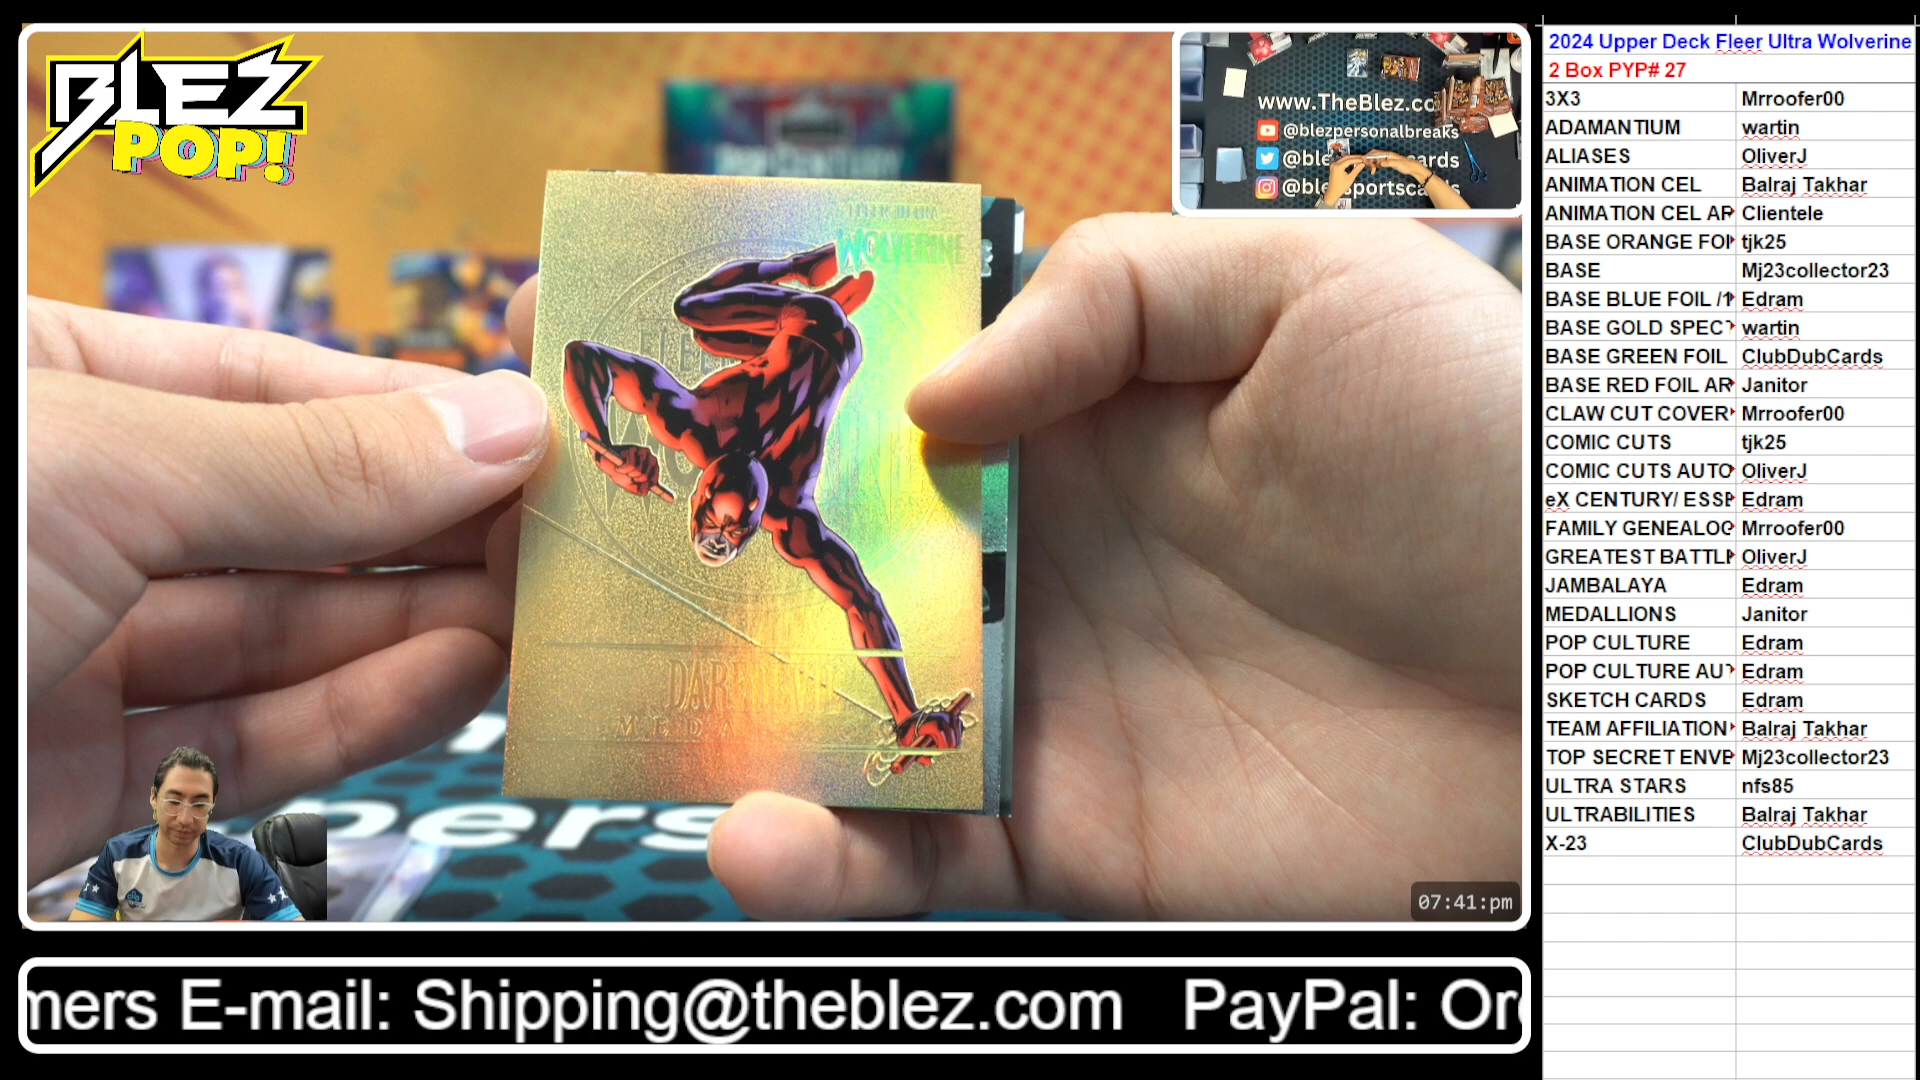 BLEZ
POP!
www.TheBlez.co
@blezpersonalbreaks
@ble
cards
@ble
sportsca
s
WOLVERINE
DAREDEVIL
pers
07:41:pm
mers E-mail: Shipping@theblez.com PayPal: Or
2024 Upper Deck Fleer Ultra Wolverine
2 Box PYP# 27
3X3 Mrroofer00
ADAMANTIUM wartin
ALIASES OliverJ
ANIMATION CEL Balraj Takhar
ANIMATION CEL AR Clientele
BASE ORANGE FOI tjk25
BASE Mj23collector23
BASE BLUE FOIL /1 Edram
BASE GOLD SPECT wartin
BASE GREEN FOIL ClubDubCards
BASE RED FOIL AR Janitor
CLAW CUT COVER Mrroofer00
COMIC CUTS tjk25
COMIC CUTS AUTO OliverJ
eX CENTURY/ ESSE Edram
FAMILY GENEALOG Mrroofer00
GREATEST BATTLE OliverJ
JAMBALAYA Edram
MEDALLIONS Janitor
POP CULTURE Edram
POP CULTURE AUT Edram
SKETCH CARDS Edram
TEAM AFFILIATION Balraj Takhar
TOP SECRET ENVE Mj23collector23
ULTRA STARS nfs85
ULTRABILITIES Balraj Takhar
X-23 ClubDubCards